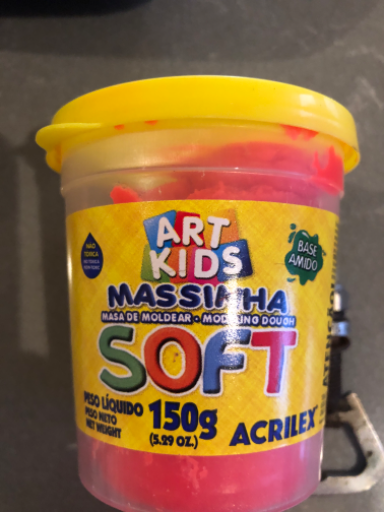 ART
KIDS
NÃO
TÓXICA
BASE
AMIDO
MASSINHA
MASA DE MOLDEAR • MODELING DOUGH
SOFT
PESO LÍQUIDO
PESO NETO
NET WEIGHT
150g
(5.29 OZ.)
ACRILEX
ATENÇÃO